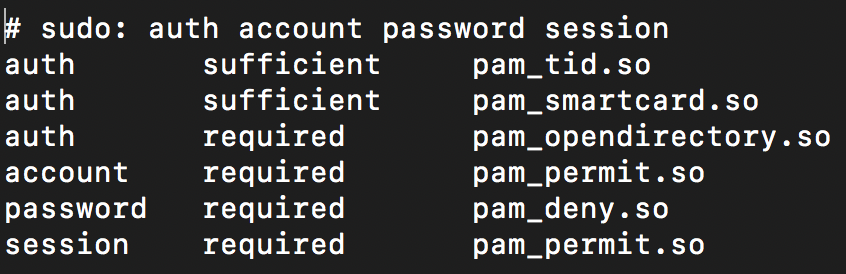 # sudo: auth account password session
auth       sufficient     pam_tid.so
auth       sufficient     pam_smartcard.so
auth       required       pam_opendirectory.so
account    required       pam_permit.so
password   required       pam_deny.so
session    required       pam_permit.so